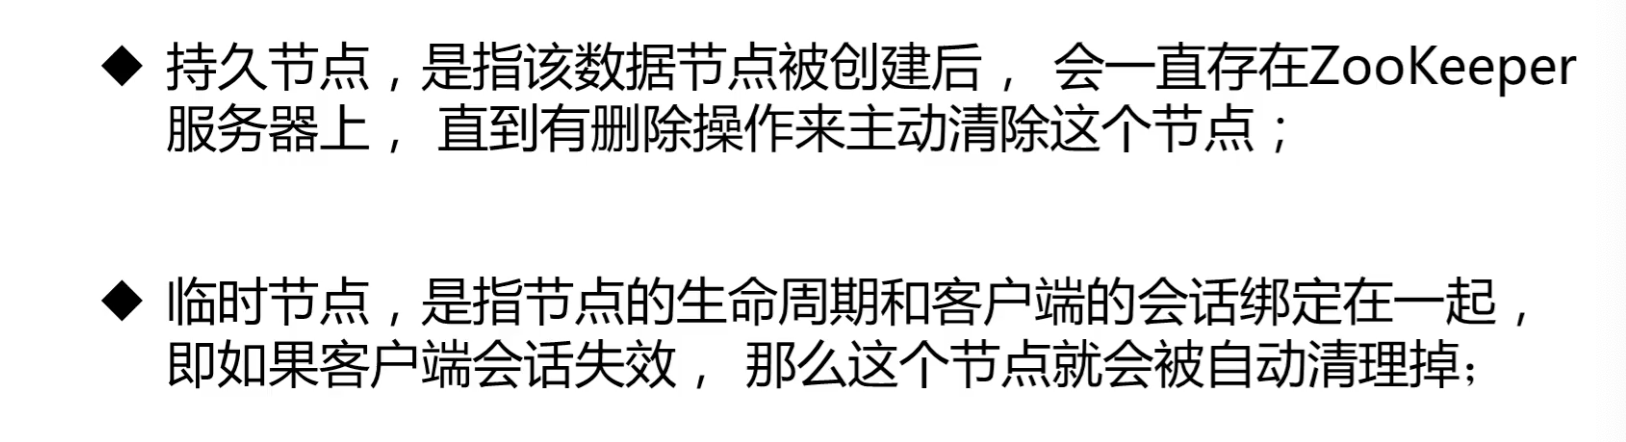 ◆ 持久节点，是指该数据节点被创建后， 会一直存在ZooKeeper
服务器上， 直到有删除操作来主动清除这个节点；
◆ 临时节点，是指节点的生命周期和客户端的会话绑定在一起，
即如果客户端会话失效， 那么这个节点就会被自动清理掉;